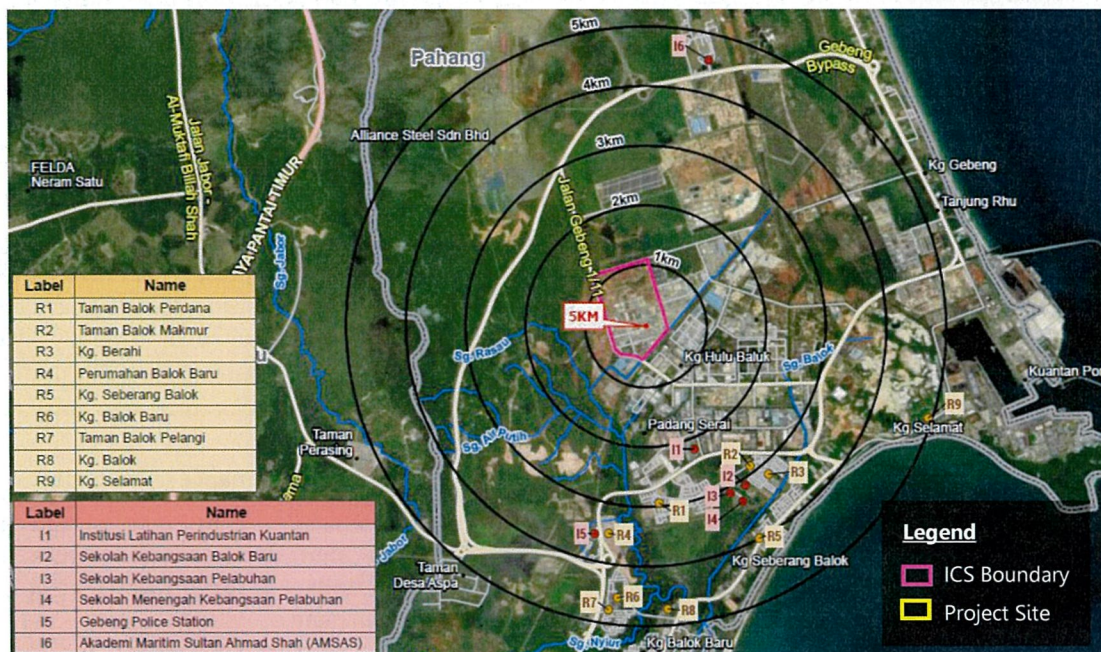 5km
I6
Gebeng
Bypass
Pahang
4km
Jalan Jabor -
Al-Muktafi Billah Shah
Alliance Steel Sdn Bhd
3km
FELDA
Neram Satu
Kg Gebeng
Tanjung Rhu
2km
Jalan Gebeng 1/11
1km
5KM
Sg. Jabor
Sg. Rasau
Kg Hulu Baluk
Sg. Balok
Kuantan Por
Label Name
R1 Taman Balok Perdana
R2 Taman Balok Makmur
R3 Kg. Berahi
R4 Perumahan Balok Baru
R5 Kg. Seberang Balok
R6 Kg. Balok Baru
R7 Taman Balok Pelangi
R8 Kg. Balok
R9 Kg. Selamat
R9
Kg Selamat
Padang Serai
Sg. Air Putih
Taman
Perasing
I1
R2
I2
R3
I3
I4
R1
I5
R4
R5
Kg Seberang Balok
Label Name
I1 Institusi Latihan Perindustrian Kuantan
I2 Sekolah Kebangsaan Balok Baru
I3 Sekolah Kebangsaan Pelabuhan
I4 Sekolah Menengah Kebangsaan Pelabuhan
I5 Gebeng Police Station
I6 Akademi Maritim Sultan Ahmad Shah (AMSAS)
Jabor
Taman
Desa Aspa
R7
R6
R8
Sg. Nyiur
Kg Balok Baru
Legend
ICS Boundary
Project Site